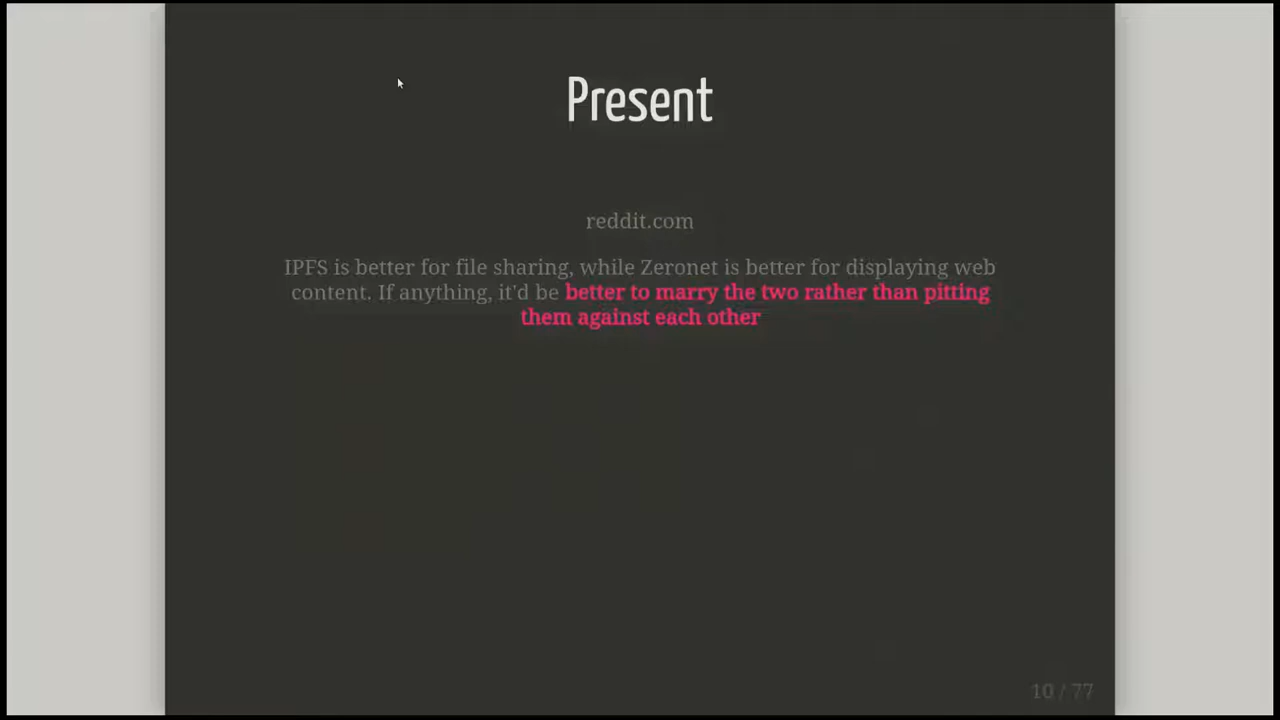 Present
reddit.com
IPFS is better for file sharing, while Zeronet is better for displaying web
content. If anything, it'd be better to marry the two rather than pitting
them against each other
10 / 77